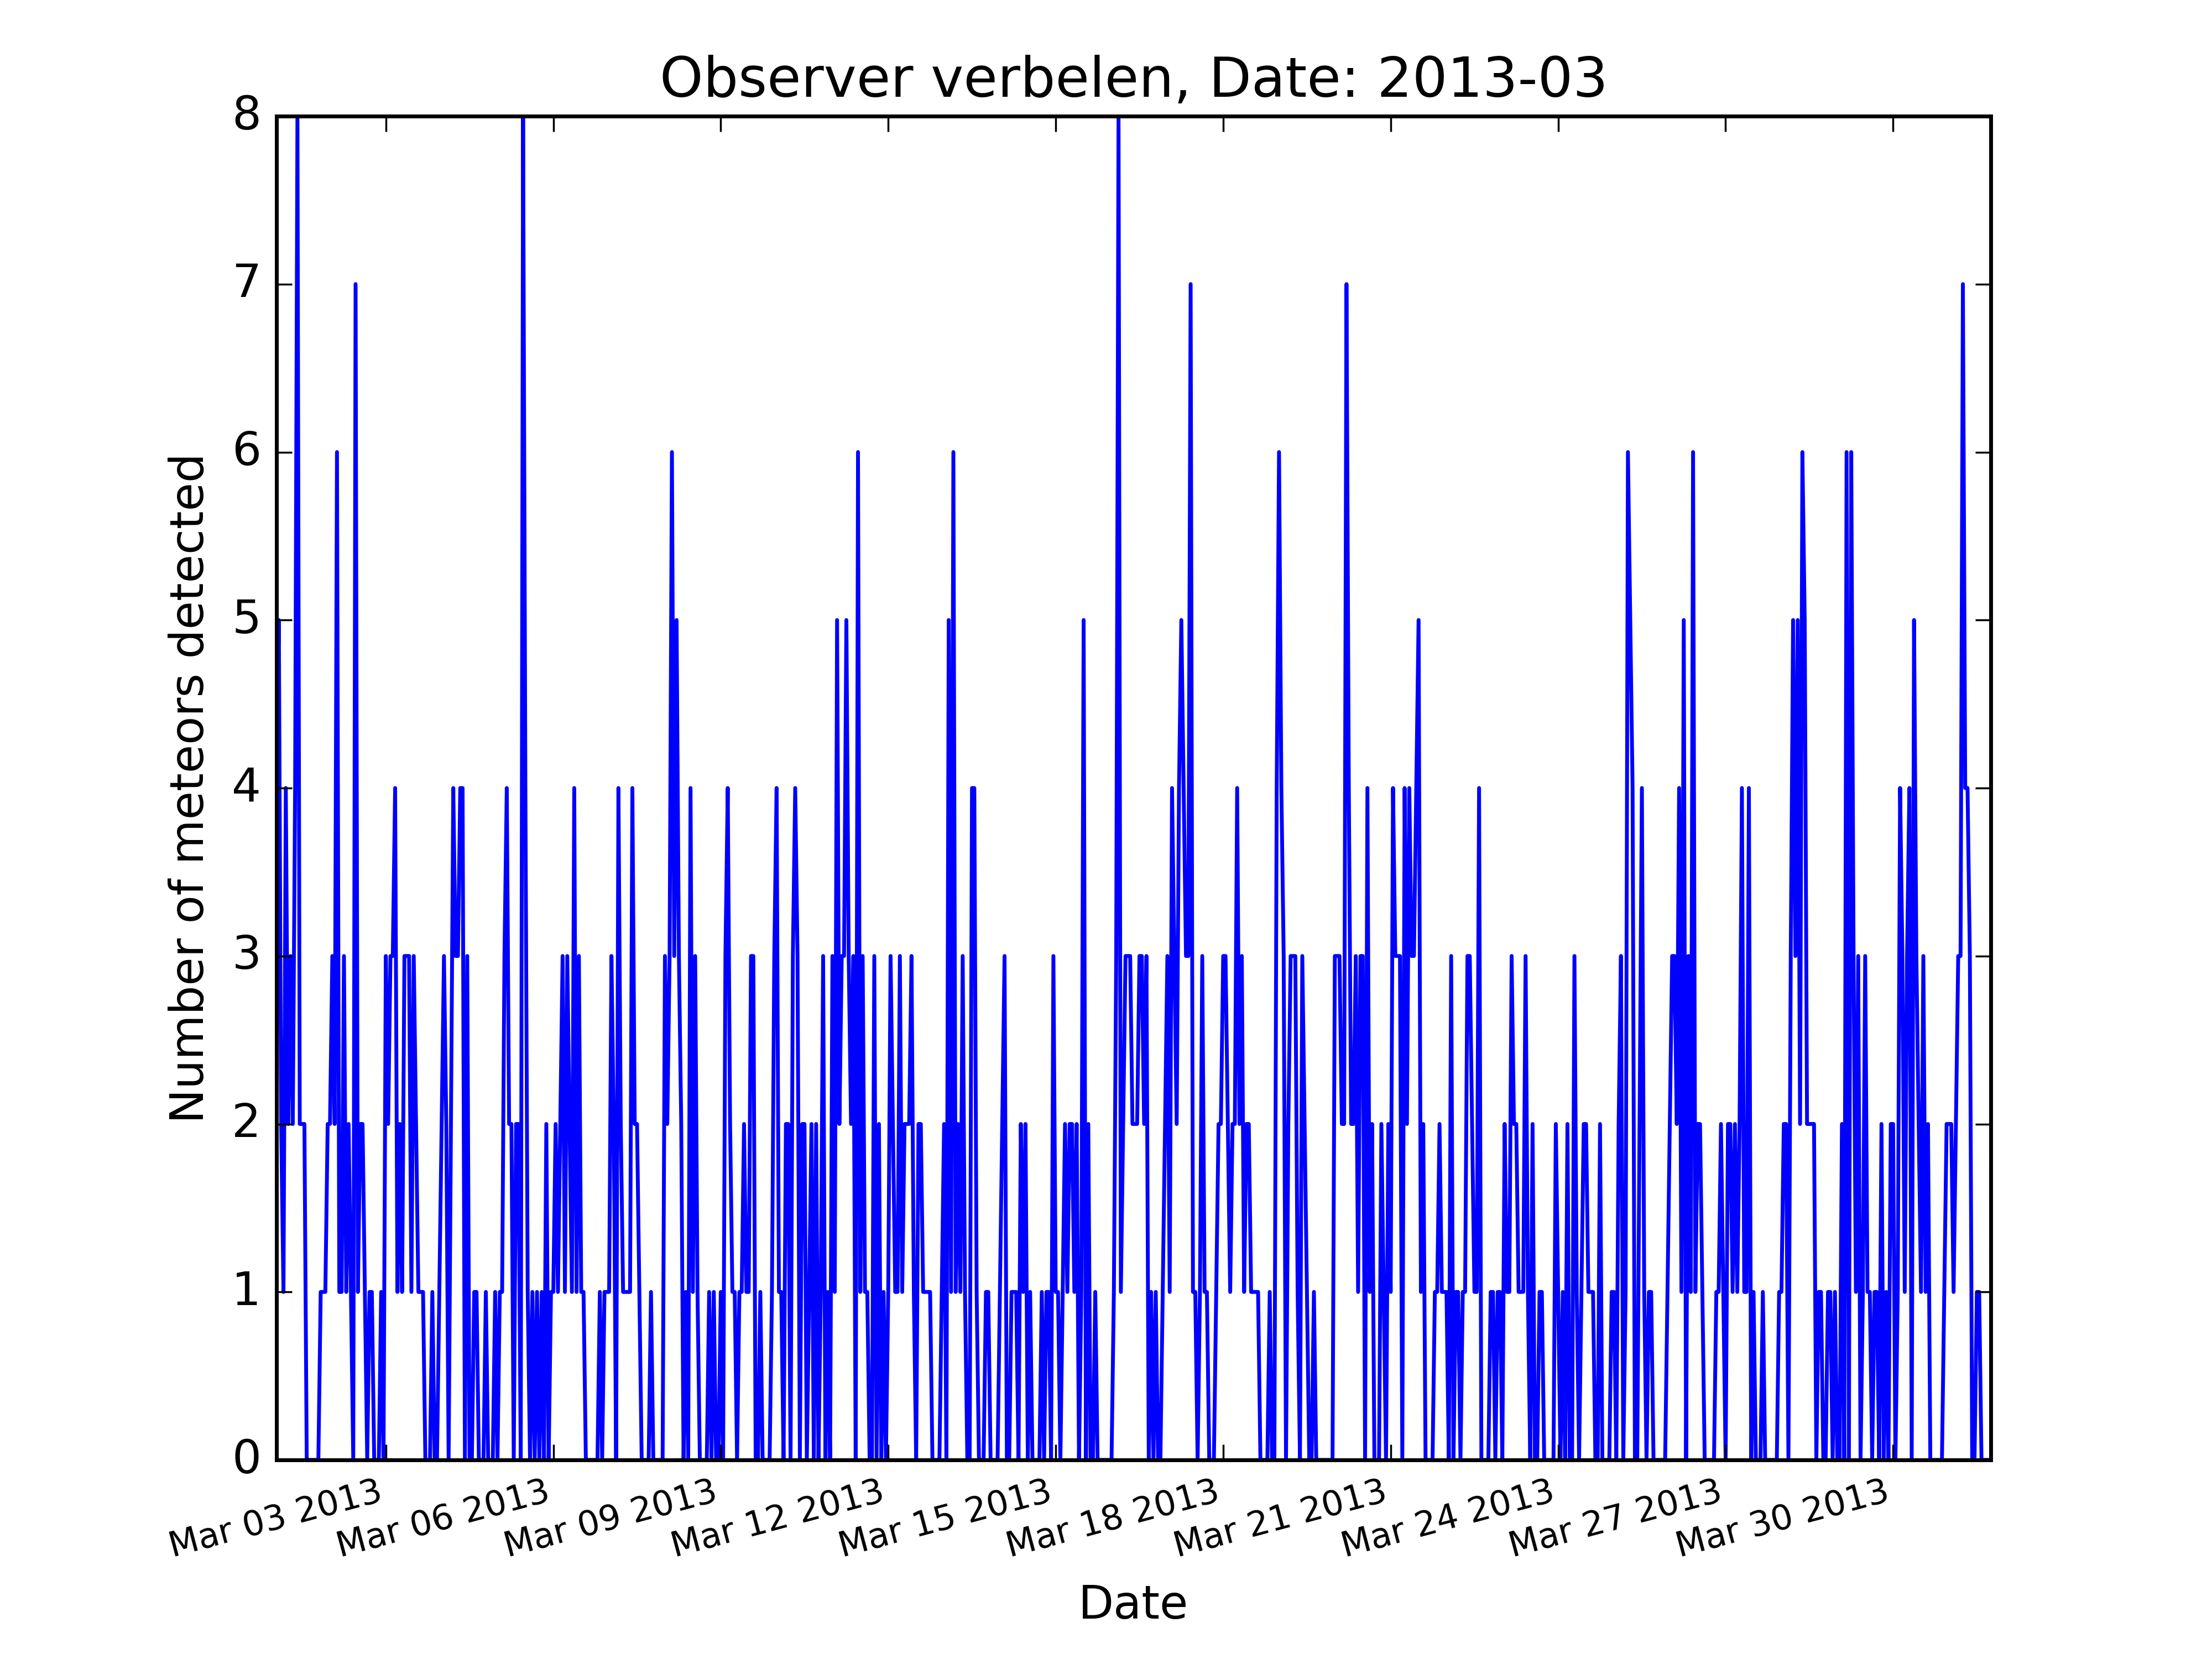 Observer verbelen, Date: 2013-03
Number of meteors detected
8
7
6
5
4
3
2
1
0
Mar 03 2013
Mar 06 2013
Mar 09 2013
Mar 12 2013
Mar 15 2013
Mar 18 2013
Mar 21 2013
Mar 24 2013
Mar 27 2013
Mar 30 2013
Date